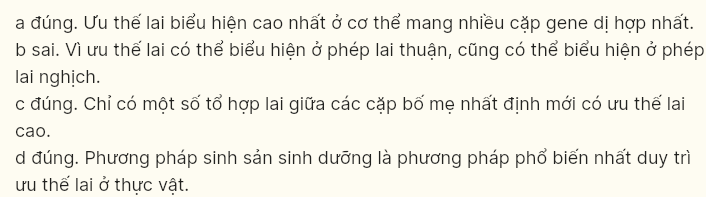 a đúng. Ưu thế lai biểu hiện cao nhất ở cơ thể mang nhiều cặp gene dị hợp nhất.
b sai. Vì ưu thế lai có thể biểu hiện ở phép lai thuận, cũng có thể biểu hiện ở phép
lai nghịch.
c đúng. Chỉ có một số tổ hợp lai giữa các cặp bố mẹ nhất định mới có ưu thế lai
cao.
d đúng. Phương pháp sinh sản sinh dưỡng là phương pháp phổ biến nhất duy trì
ưu thế lai ở thực vật.